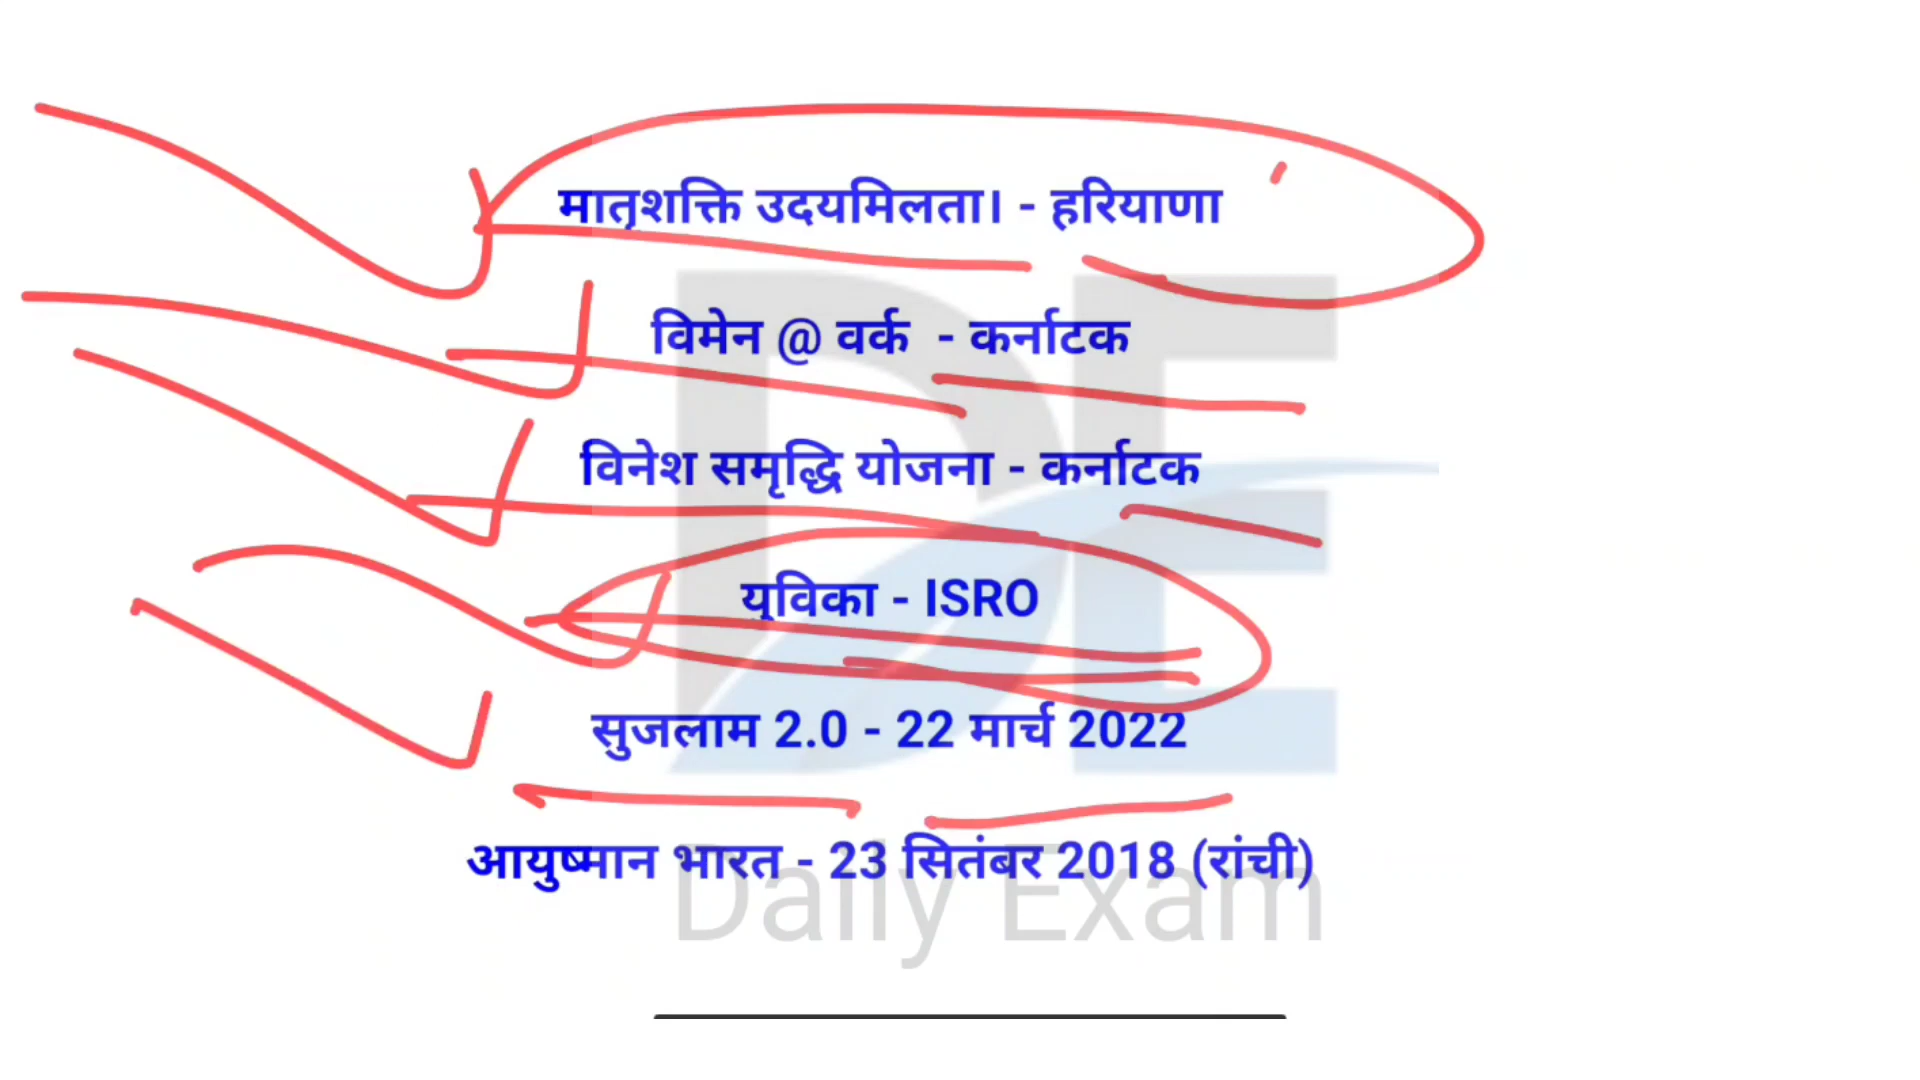 मातृशक्ति उदयमिलता। - हरियाणा
विमेन @ वर्क - कर्नाटक
विनेश समृद्धि योजना - कर्नाटक
युविका - ISRO
सुजलाम 2.0 - 22 मार्च 2022
आयुष्मान भारत - 23 सितंबर 2018 (रांची)
DE
Daily Exam